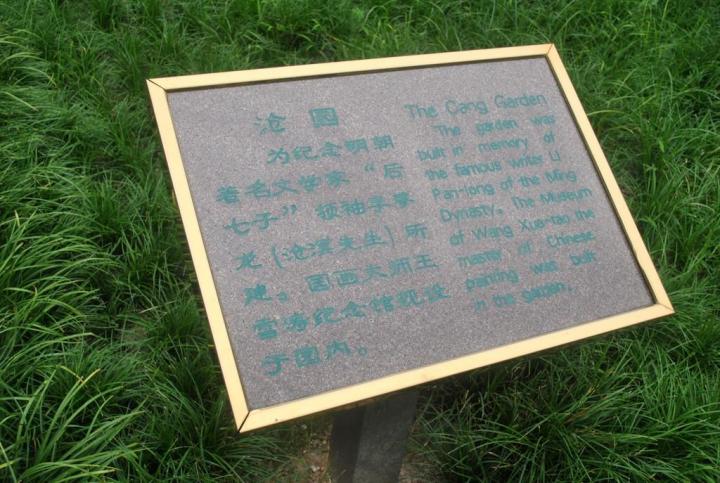 沧园
为纪念明朝
著名文学家“后
七子”领袖李攀
龙（沧溟先生）所
建。国画大师王
雪涛纪念馆现设
于园内。
The Cang Garden
The garden was
built in memory of
the famous writer Li
Pan-long of the Ming
Dynasty。The Museum
of Wang Xue-tao the
master of Chinese
painting was built
in the garden.